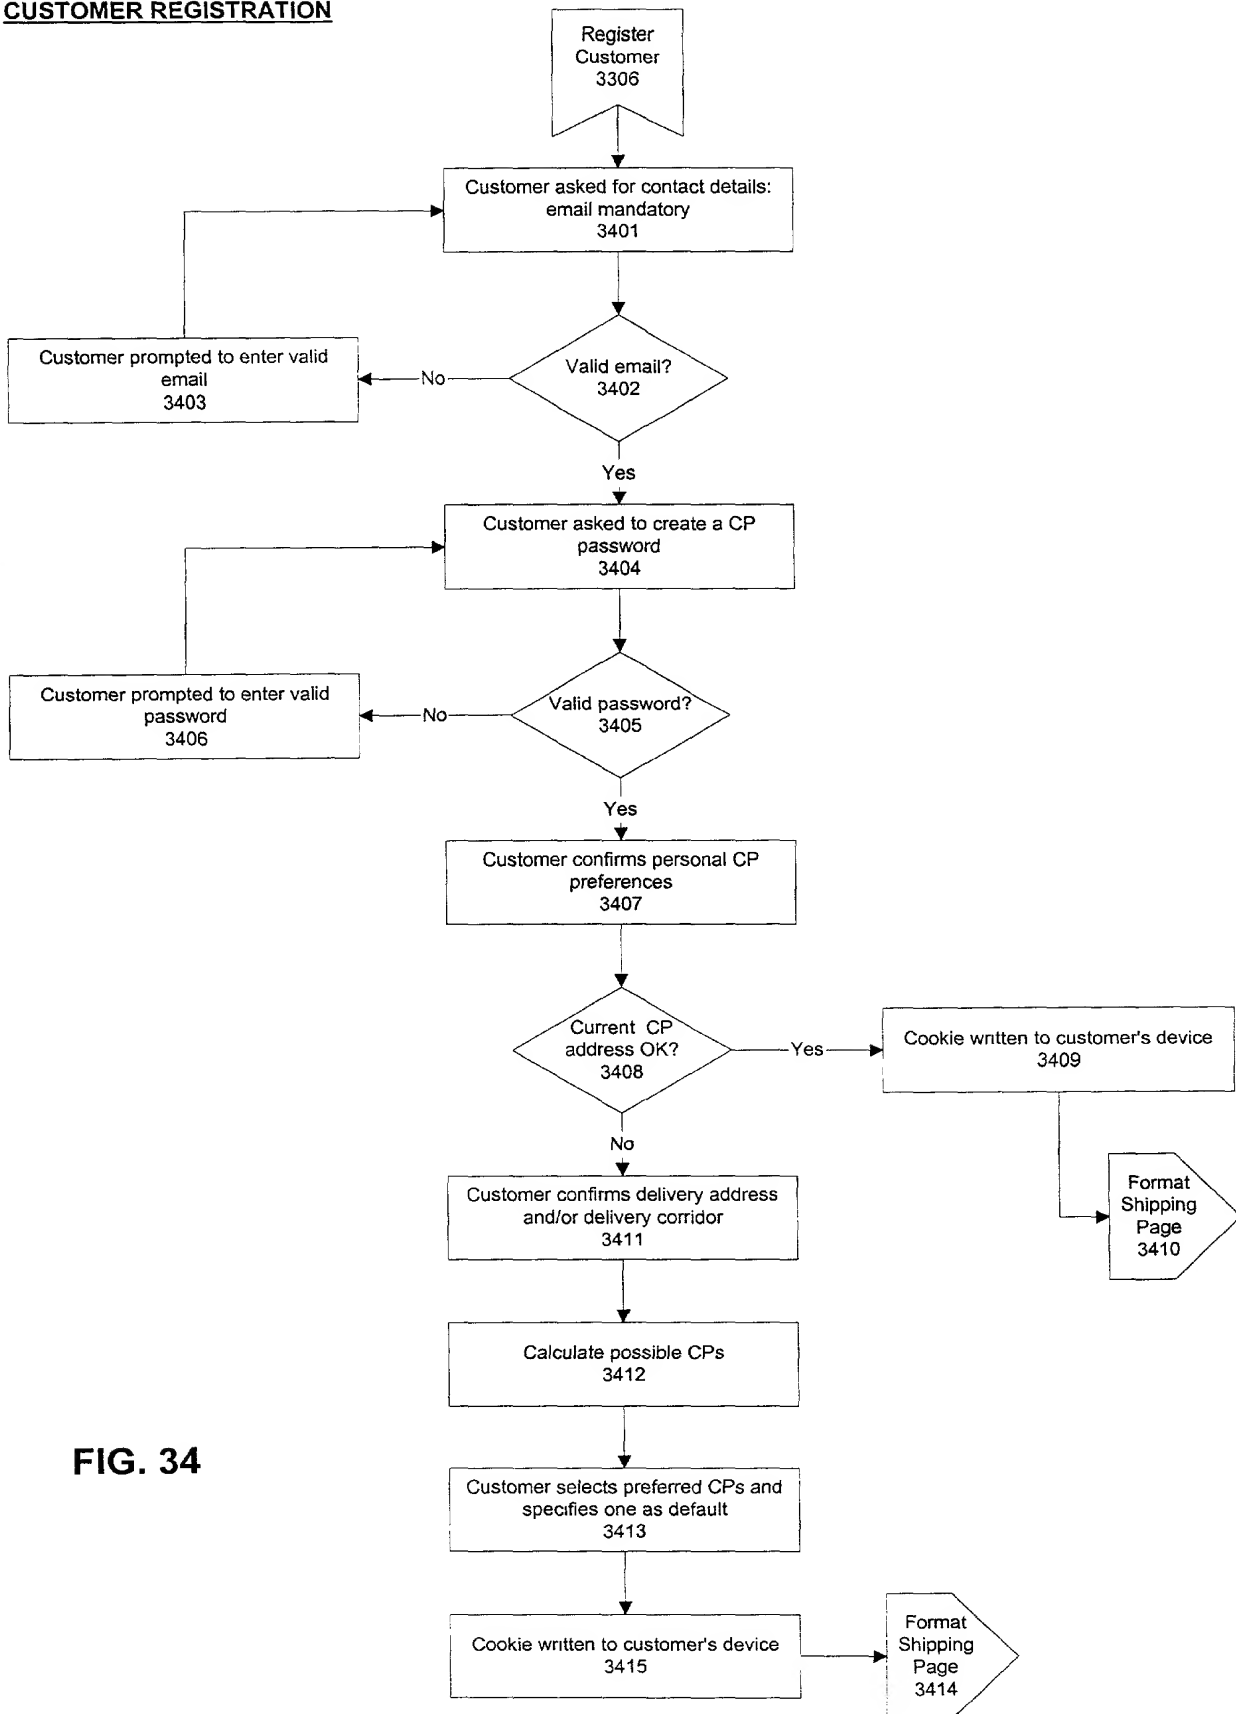 CUSTOMER REGISTRATION
Register
Customer
3306
Customer asked for contact details:
email mandatory
3401
Valid email?
3402
No
Customer prompted to enter valid
email
3403
Yes
Customer asked to create a CP
password
3404
Valid password?
3405
No
Customer prompted to enter valid
password
3406
Yes
Customer confirms personal CP
preferences
3407
Current CP
address OK?
3408
Yes
Cookie written to customer's device
3409
Format
Shipping
Page
3410
No
Customer confirms delivery address
and/or delivery corridor
3411
Calculate possible CPs
3412
Customer selects preferred CPs and
specifies one as default
3413
Cookie written to customer's device
3415
Format
Shipping
Page
3414
FIG. 34